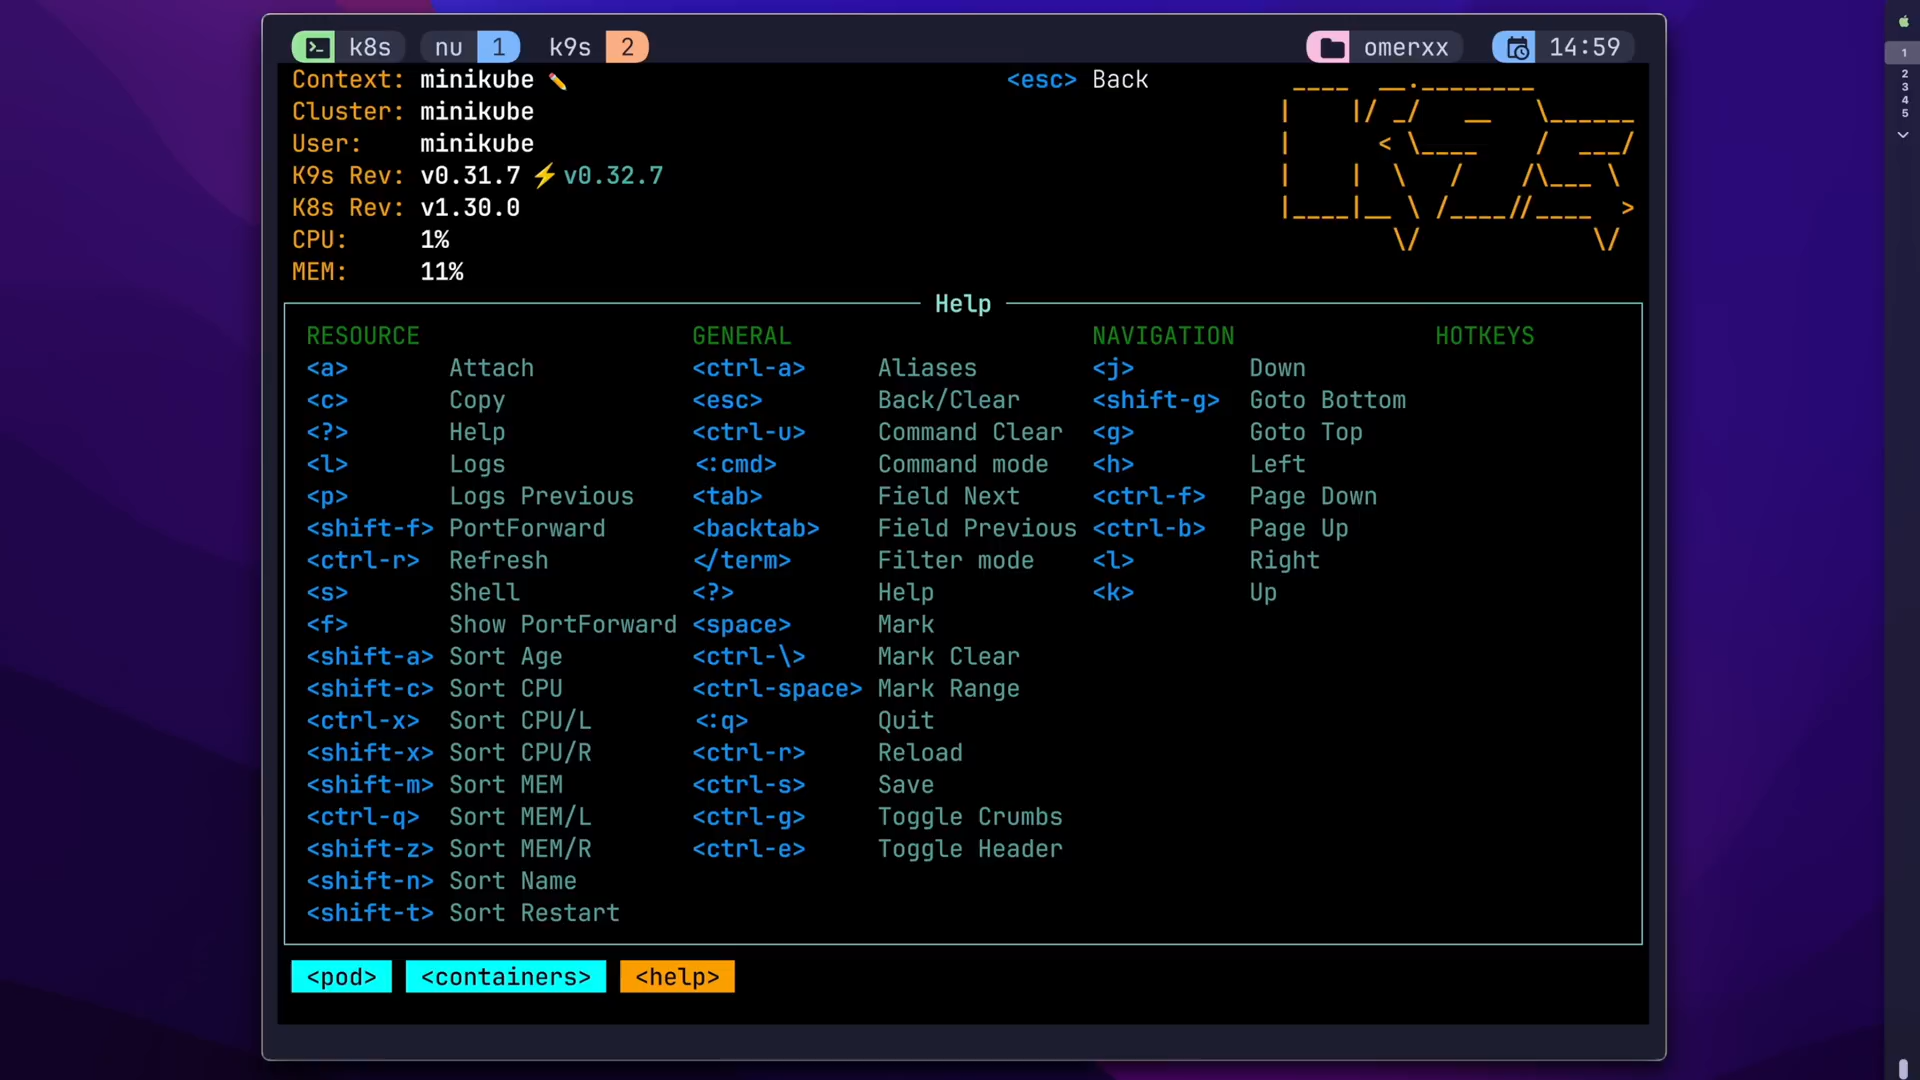 k8s nu 1 k9s 2 omerxx 14:59
Context: minikube <esc> Back
Cluster: minikube
User: minikube
K9s Rev: v0.31.7 ⚡v0.32.7
K8s Rev: v1.30.0
CPU: 1%
MEM: 11%
Help
RESOURCE GENERAL NAVIGATION HOTKEYS
<a> Attach <ctrl-a> Aliases <j> Down
<c> Copy <esc> Back/Clear <shift-g> Goto Bottom
<?> Help <ctrl-u> Command Clear <g> Goto Top
<l> Logs <:cmd> Command mode <h> Left
<p> Logs Previous <tab> Field Next <ctrl-f> Page Down
<shift-f> PortForward <backtab> Field Previous <ctrl-b> Page Up
<ctrl-r> Refresh </term> Filter mode <l> Right
<s> Shell <?> Help <k> Up
<f> Show PortForward <space> Mark
<shift-a> Sort Age <ctrl-\> Mark Clear
<shift-c> Sort CPU <ctrl-space> Mark Range
<ctrl-x> Sort CPU/L <:q> Quit
<shift-x> Sort CPU/R <ctrl-r> Reload
<shift-m> Sort MEM <ctrl-s> Save
<ctrl-q> Sort MEM/L <ctrl-g> Toggle Crumbs
<shift-z> Sort MEM/R <ctrl-e> Toggle Header
<shift-n> Sort Name
<shift-t> Sort Restart
<pod> <containers> <help>
1
2
3
4
5